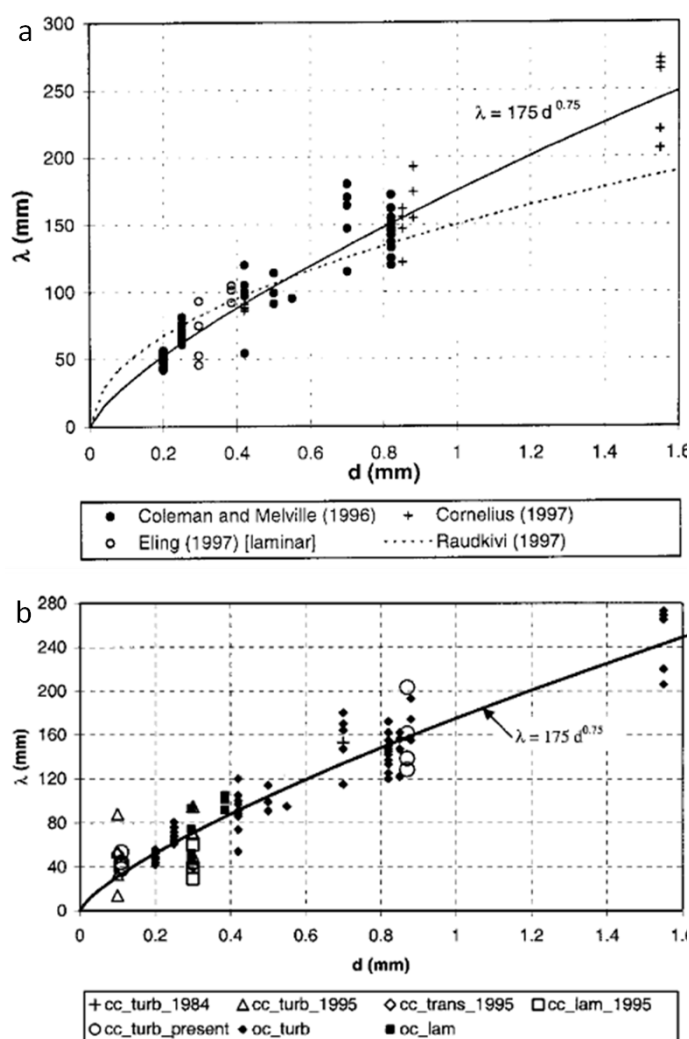 a
300
250
200
150
100
50
0
λ (mm)
λ = 175 d^0.75
0 0.2 0.4 0.6 0.8 1 1.2 1.4 1.6
d (mm)
Coleman and Melville (1996) Cornelius (1997)
Eling (1997) [laminar] Raudkivi (1997)
b
280
240
200
160
120
80
40
0
λ (mm)
λ = 175 d^0.75
0 0.2 0.4 0.6 0.8 1 1.2 1.4 1.6
d (mm)
cc_turb_1984 cc_turb_1995 cc_trans_1995 cc_lam_1995
cc_turb_present oc_turb oc_lam